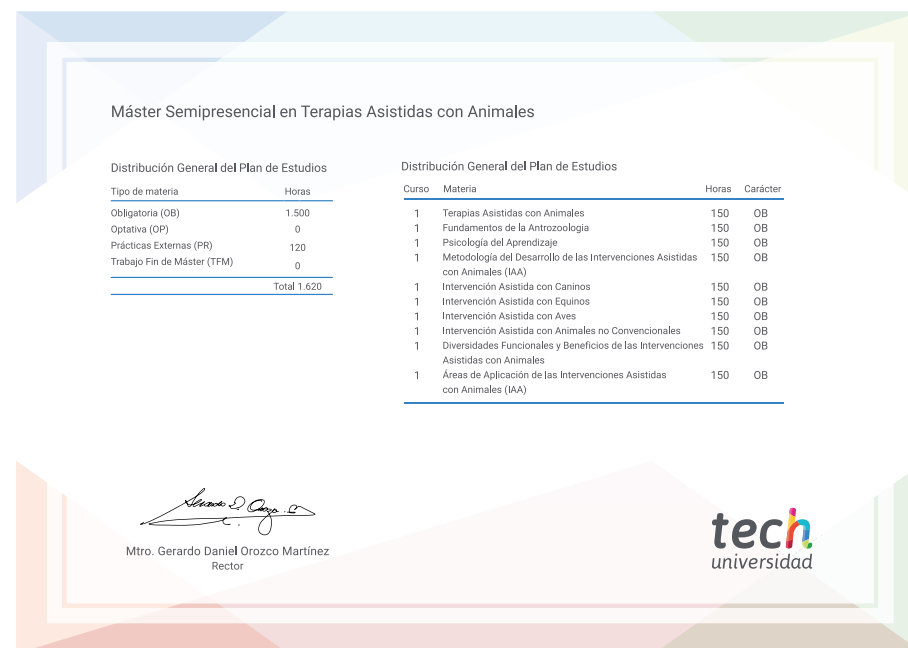 Máster Semipresencial en Terapias Asistidas con Animales
Distribución General del Plan de Estudios
Tipo de materia Horas
Obligatoria (OB) 1.500
Optativa (OP) 0
Prácticas Externas (PR) 120
Trabajo Fin de Máster (TFM) 0
Total 1.620
Distribución General del Plan de Estudios
Curso Materia Horas Carácter
1 Terapias Asistidas con Animales 150 OB
1 Fundamentos de la Antrozoologia 150 OB
1 Psicología del Aprendizaje 150 OB
1 Metodología del Desarrollo de las Intervenciones Asistidas 150 OB
con Animales (IAA)
1 Intervención Asistida con Caninos 150 OB
1 Intervención Asistida con Equinos 150 OB
1 Intervención Asistida con Aves 150 OB
1 Intervención Asistida con Animales no Convencionales 150 OB
1 Diversidades Funcionales y Beneficios de las Intervenciones 150 OB
Asistidas con Animales
1 Áreas de Aplicación de las Intervenciones Asistidas 150 OB
con Animales (IAA)
Mtro. Gerardo Daniel Orozco Martínez
Rector
tech
universidad